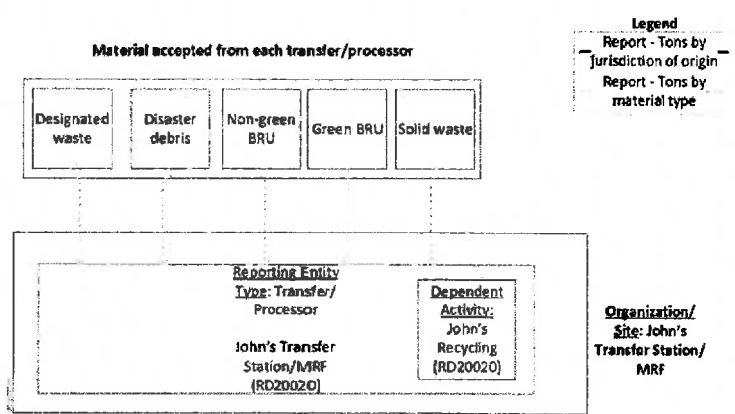 Legend
Report - Tons by
jurisdiction of origin
Report - Tons by
material type
Material accepted from each transfer/processor
Designated
waste
Disaster
debris
Non-green
BRU
Green BRU
Solid waste
Reporting Entity
Type: Transfer/
Processor
John's Transfer
Station/MRF
(RD20020)
Dependent
Activity:
John's
Recycling
(RD20020)
Organization/
Site: John's
Transfer Station/
MRF